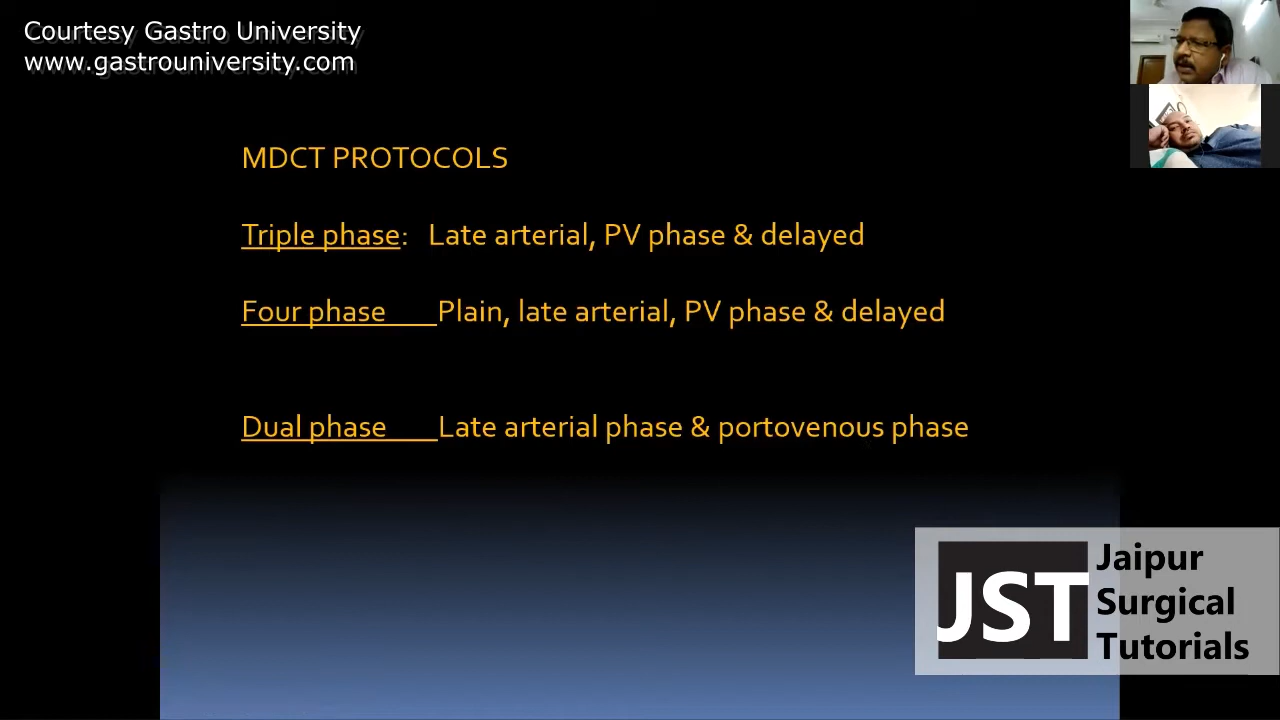 Courtesy Gastro University
www.gastrouniversity.com
MDCT PROTOCOLS
Triple phase: Late arterial, PV phase & delayed
Four phase Plain, late arterial, PV phase & delayed
Dual phase Late arterial phase & portovenous phase
JST
Jaipur
Surgical
Tutorials